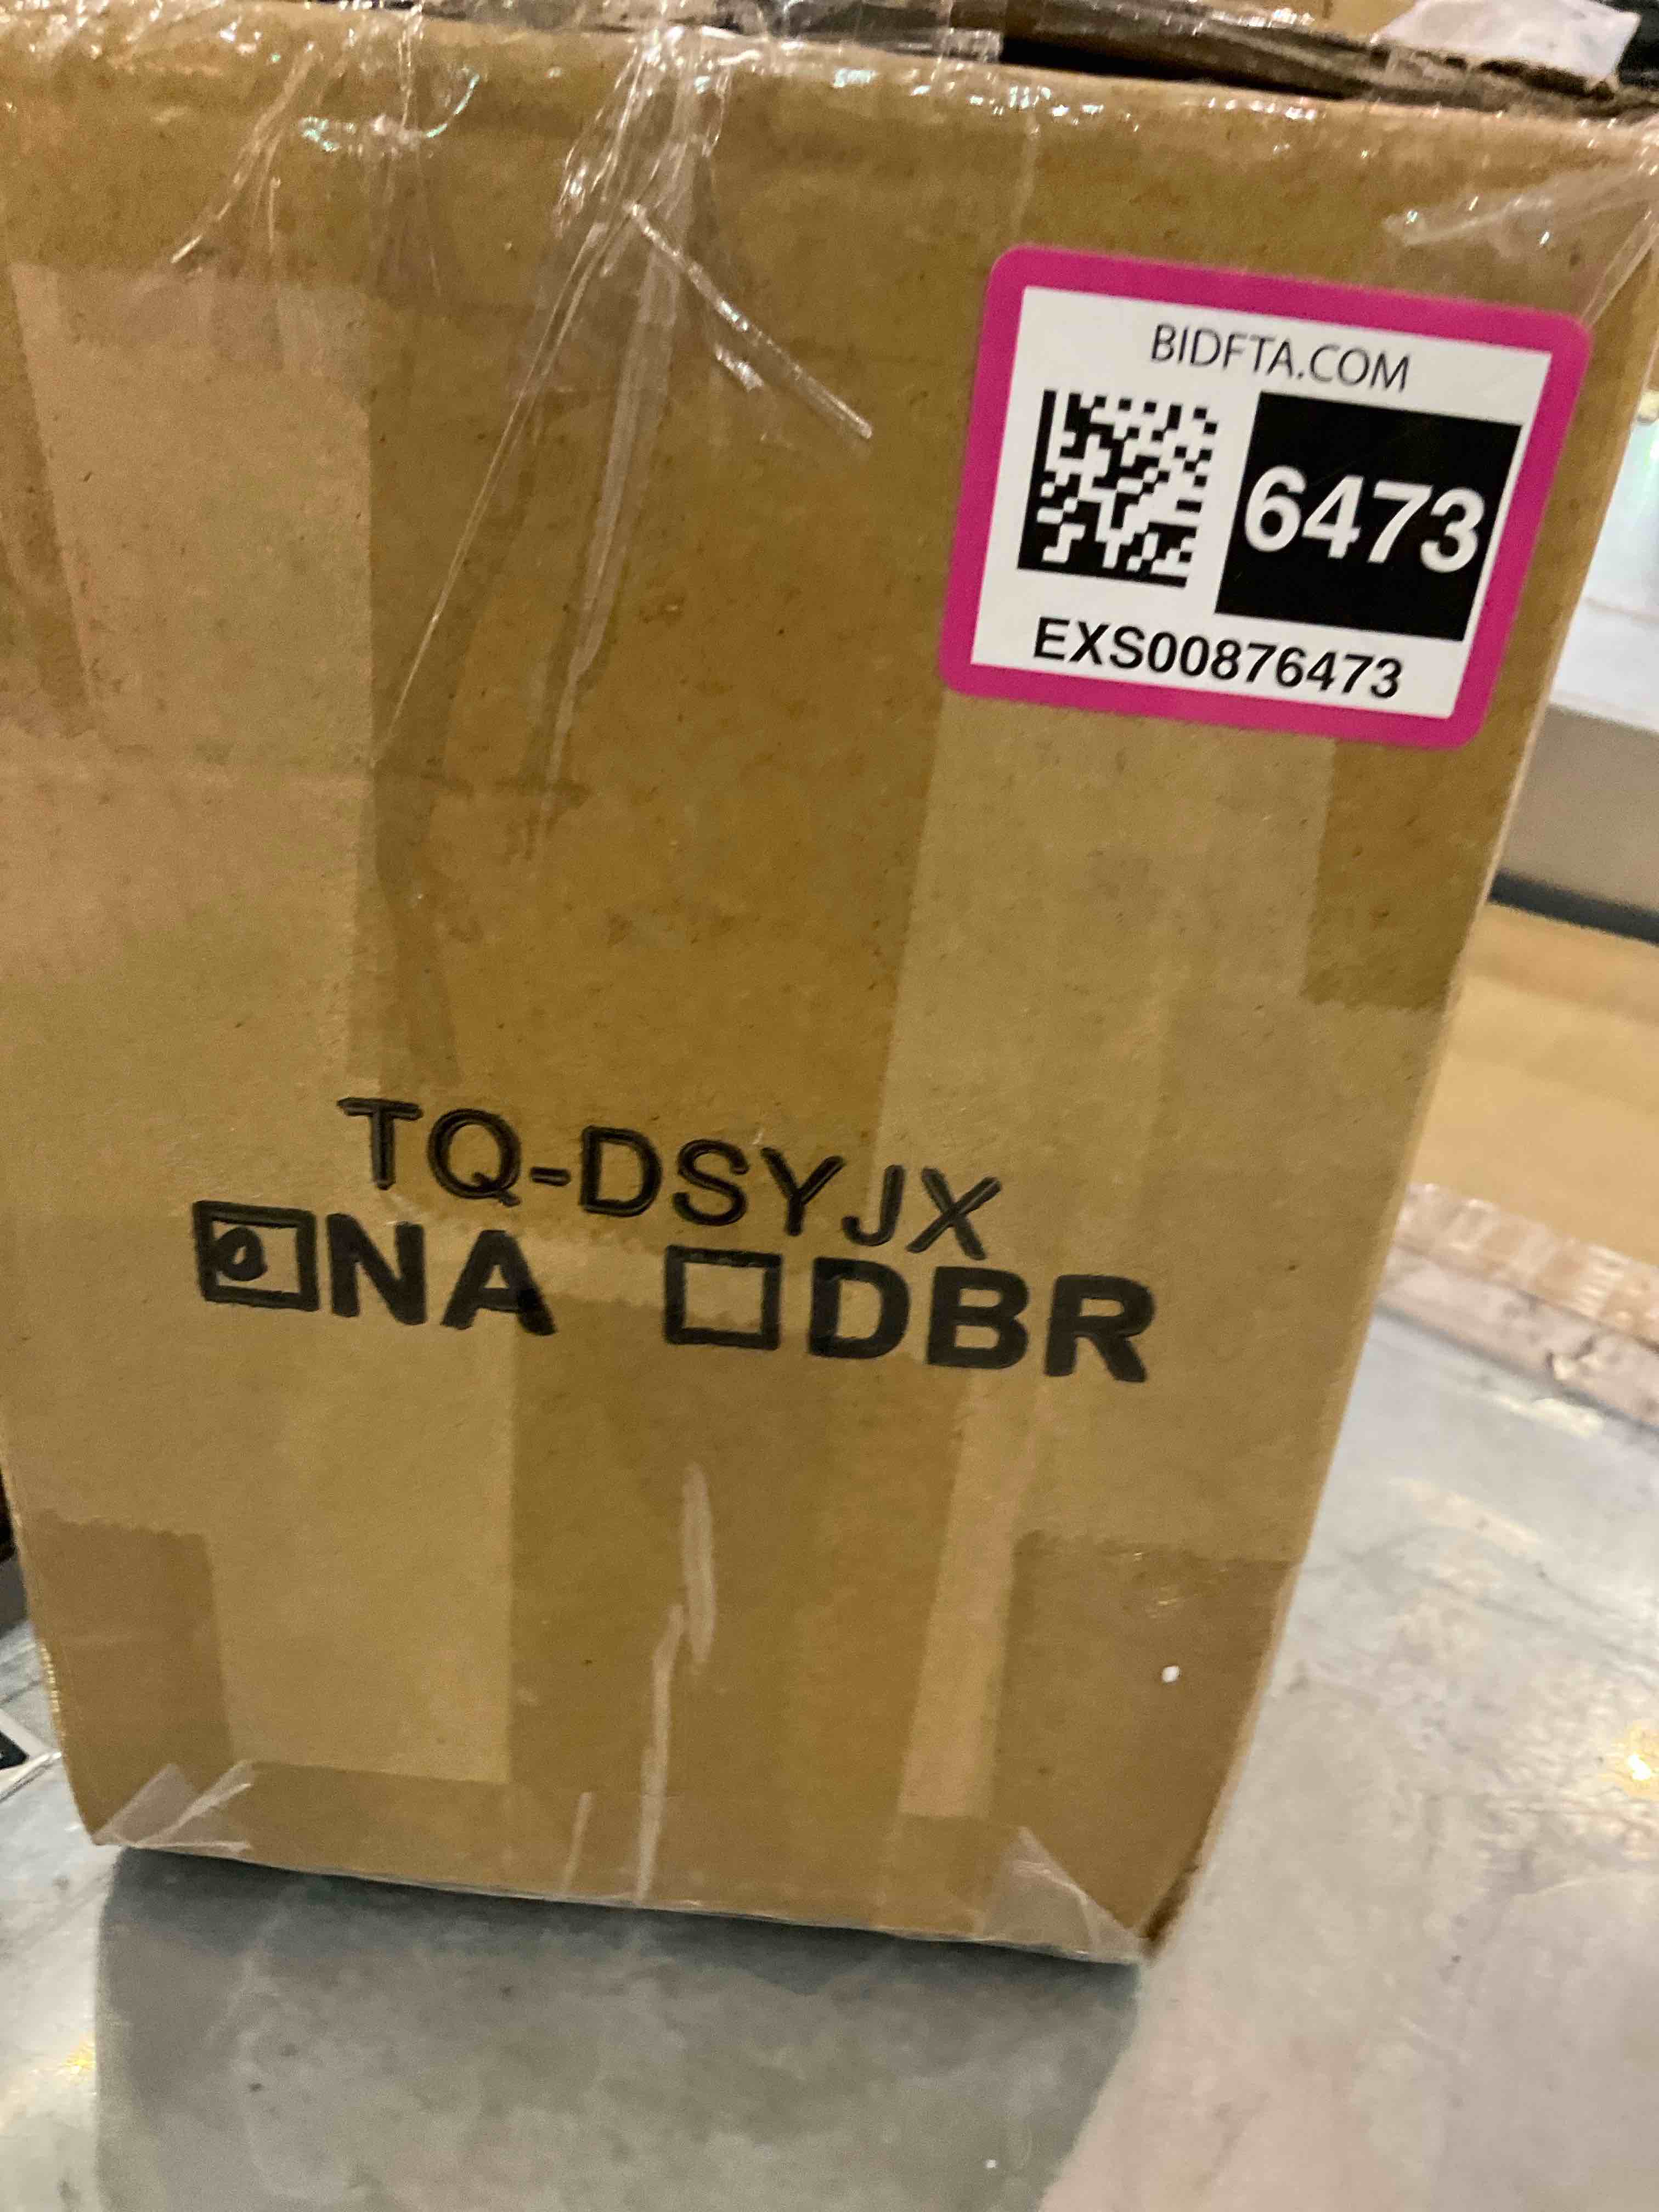 BIDFTA.COM
6473
EXS00876473
TQ-DSYJX
NA DBR